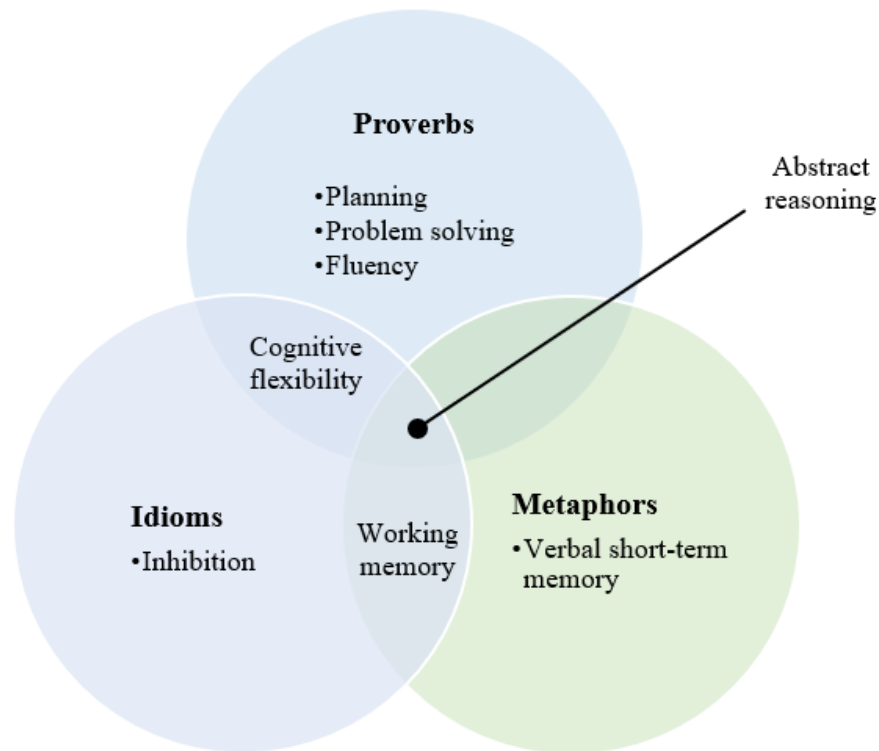 Proverbs
•Planning
•Problem solving
•Fluency
Abstract
reasoning
Cognitive
flexibility
Idioms
•Inhibition
Working
memory
Metaphors
•Verbal short-term
memory